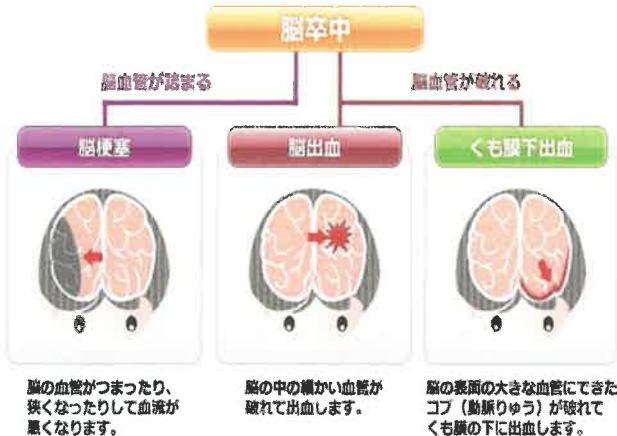 脳卒中
脳血管が詰まる
脳血管が破れる
脳梗塞
脳出血
くも膜下出血
脳の血管がつまったり、
狭くなったりして血流が
悪くなります。
脳の中の細かい血管が
破れて出血します。
脳の表面の大きな血管にできた
コブ（動脈りゅう）が破れて
くも膜の下に出血します。